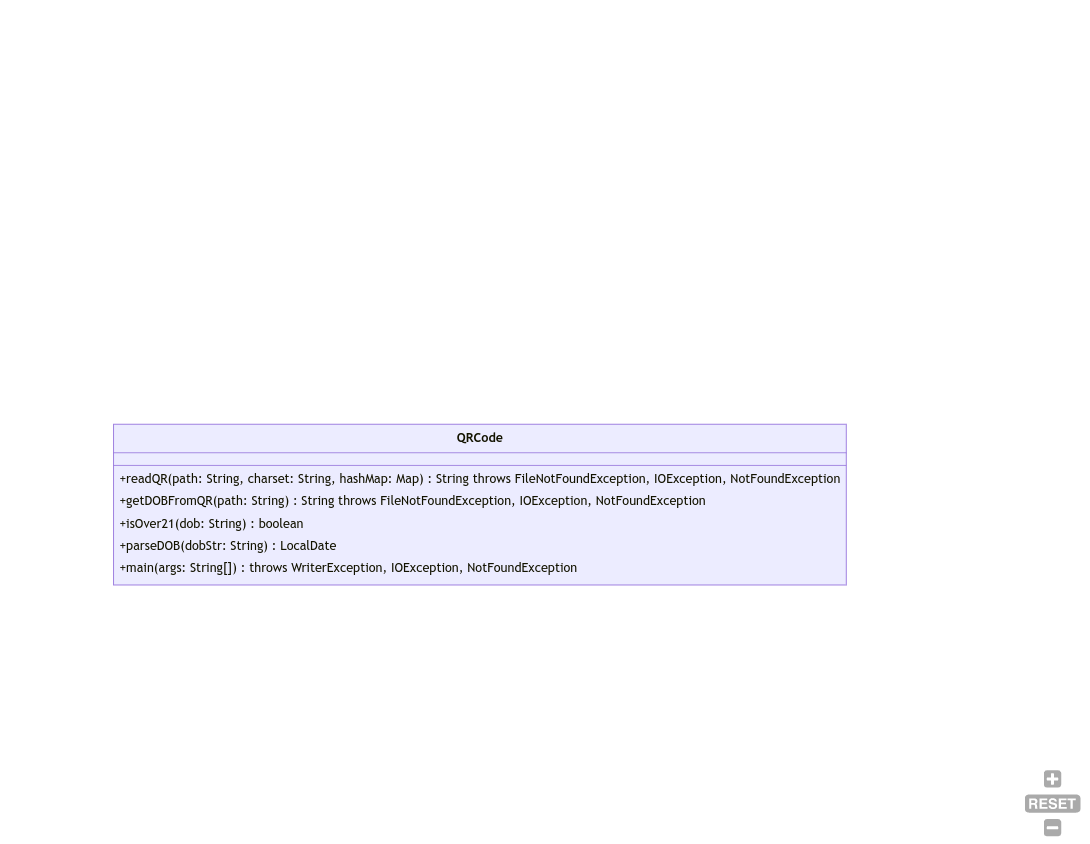 QRCode
+readQR(path: String, charset: String, hashMap: Map) : String throws FileNotFoundException, IOException, NotFoundException
+getDOBFromQR(path: String) : String throws FileNotFoundException, IOException, NotFoundException
+isOver21(dob: String) : boolean
+parseDOB(dobStr: String) : LocalDate
+main(args: String[]) : throws WriterException, IOException, NotFoundException
+
RESET
−